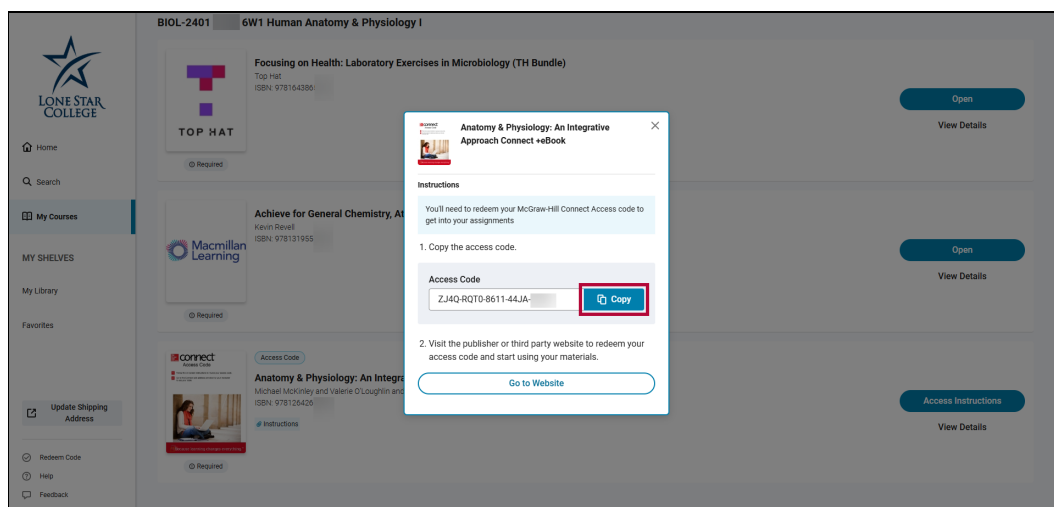 BIOL-2401 6W1 Human Anatomy & Physiology I
LONE STAR
COLLEGE
Home
Search
My Courses
MY SHELVES
My Library
Favorites
Update Shipping
Address
Redeem Code
Help
Feedback
TOP HAT
Required
Focusing on Health: Laboratory Exercises in Microbiology (TH Bundle)
Top Hat
ISBN: 978164386
Open
View Details
Macmillan
Learning
Required
Achieve for General Chemistry, At
Kevin Revell
ISBN: 978131955
Open
View Details
connect
Access Code
Required
Access Code
Anatomy & Physiology: An Integra
Michael McKinley and Valerie O'Loughlin and
ISBN: 978126426
Instructions
Access Instructions
View Details
connect
Anatomy & Physiology: An Integrative
Approach Connect +eBook
Instructions
You'll need to redeem your McGraw-Hill Connect Access code to
get into your assignments
1. Copy the access code.
Access Code
ZJ4Q-RQT0-8611-44JA-
Copy
2. Visit the publisher or third party website to redeem your
access code and start using your materials.
Go to Website